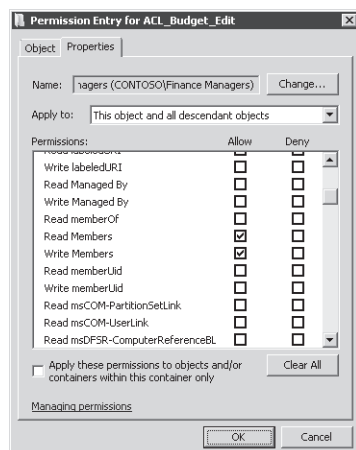 Permission Entry for ACL_Budget_Edit
Object Properties
Name: nagers (CONTOSO\Finance Managers) Change...
Apply to: This object and all descendant objects
Permissions: Allow Deny
Read labeledURI
Write labeledURI
Read Managed By
Write Managed By
Read memberOf
Read Members
Write Members
Read memberUid
Write memberUid
Read msCOM-PartitionSetLink
Read msCOM-UserLink
Read msDFSR-ComputerReferenceBL
Apply these permissions to objects and/or Clear All
containers within this container only
Managing permissions
OK Cancel